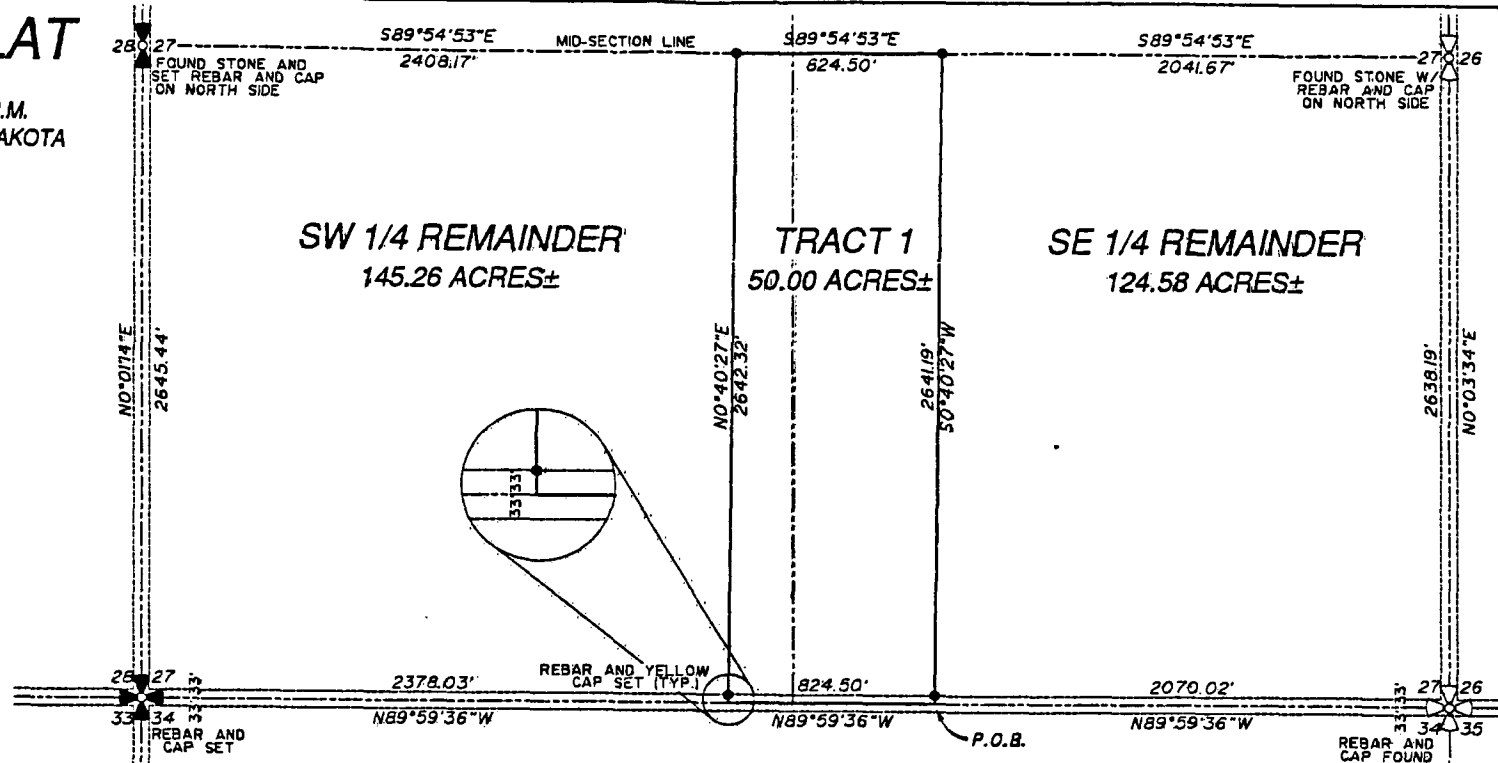 LAT
.M.
AKOTA
28 27
S89°54'53"E
2408.17'
MID-SECTION LINE
S89°54'53"E
624.50'
S89°54'53"E
2041.67'
27 26
FOUND STONE AND
SET REBAR AND CAP
ON NORTH SIDE
FOUND STONE W/
REBAR AND CAP
ON NORTH SIDE
SW 1/4 REMAINDER
145.26 ACRES±
TRACT 1
50.00 ACRES±
SE 1/4 REMAINDER
124.58 ACRES±
N0°01'14"E
2645.44'
N0°40'27"E
2642.32'
2641.19'
S0°40'27"W
2638.19'
N0°03'34"E
33'33'
28 27
33 34
33'33'
REBAR AND
CAP SET
2378.03'
N89°59'36"W
REBAR AND YELLOW
CAP SET (TYP.)
824.50'
N89°59'36"W
P.O.B.
2070.02'
N89°59'36"W
33'33'
27 26
34 35
REBAR AND
CAP FOUND